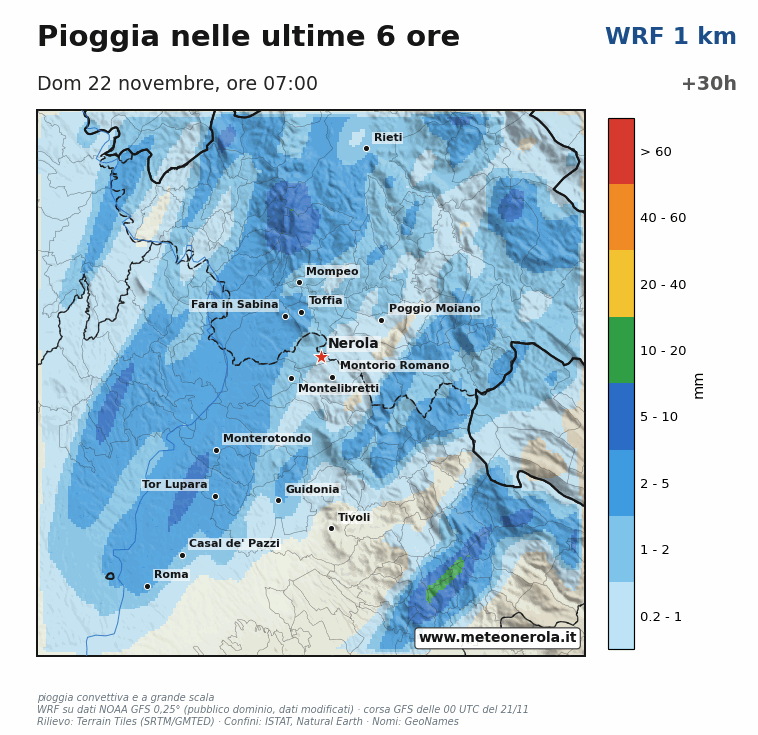 Pioggia nelle ultime 6 ore
WRF 1 km
Dom 22 novembre, ore 07:00
+30h
Rieti
> 60
40 - 60
Mompeo
20 - 40
Fara in Sabina
Toffia
Poggio Moiano
Nerola
10 - 20
Montorio Romano
Montelibretti
mm
5 - 10
Monterotondo
Tor Lupara
Guidonia
2 - 5
Tivoli
Casal de' Pazzi
1 - 2
Roma
0.2 - 1
www.meteonerola.it
pioggia convettiva e a grande scala
WRF su dati NOAA GFS 0,25° (pubblico dominio, dati modificati) · corsa GFS delle 00 UTC del 21/11
Rilievo: Terrain Tiles (SRTM/GMTED) · Confini: ISTAT, Natural Earth · Nomi: GeoNames